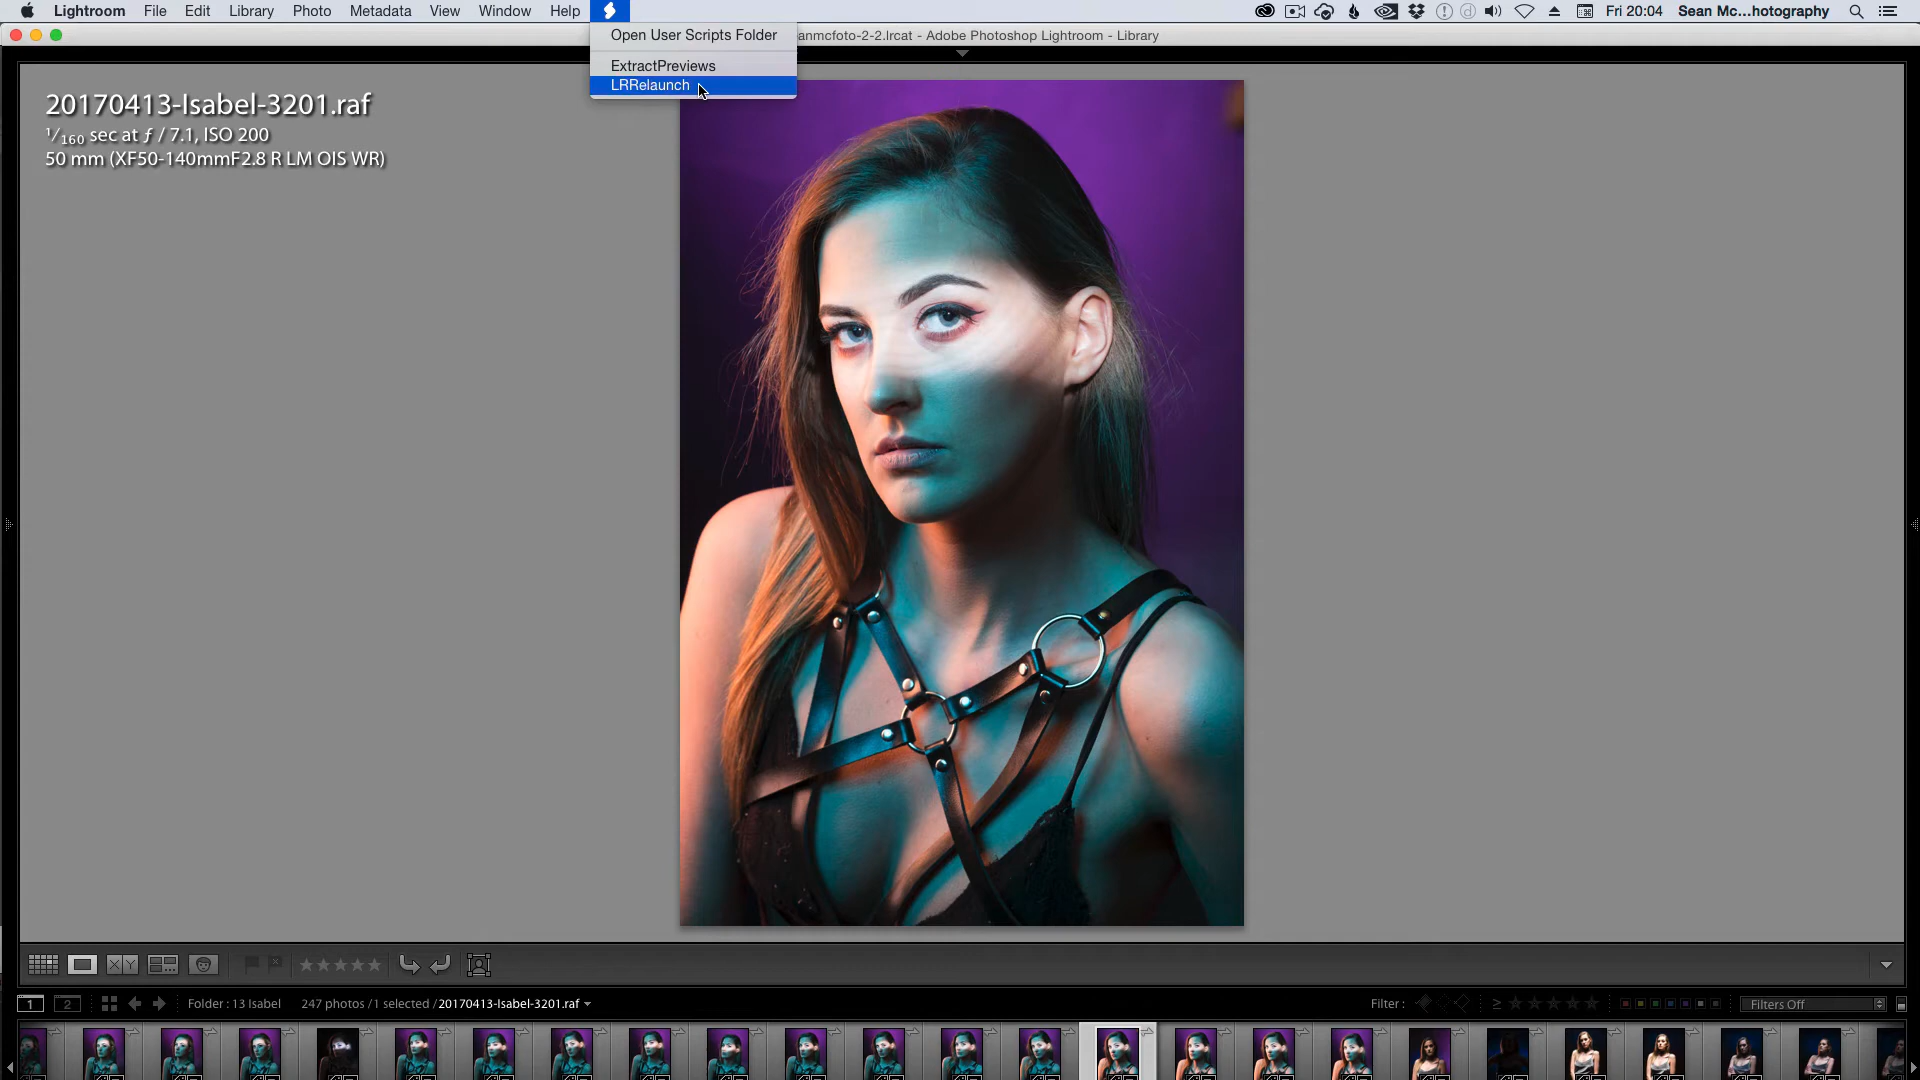 Lightroom File Edit Library Photo Metadata View Window Help Fri 20:04 Sean Mc...hotography
anmcfoto-2-2.lrcat - Adobe Photoshop Lightroom - Library
Open User Scripts Folder
ExtractPreviews
LRRelaunch
20170413-Isabel-3201.raf
1/160 sec at ƒ / 7.1, ISO 200
50 mm (XF50-140mmF2.8 R LM OIS WR)
XY
1 2 Folder : 13 Isabel 247 photos / 1 selected / 20170413-Isabel-3201.raf Filter : ≥ Filters Off